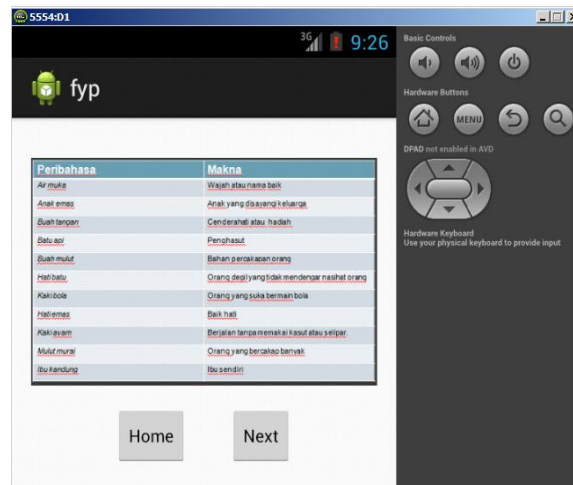 5554:D1
3G 9:26
fyp
Peribahasa Makna
Air muka Wajah atau nama baik
Anak emas Anak yang disayangi keluarga
Buah tangan Cenderahati atau hadiah
Batu api Penghasut
Buah mulut Bahan percakapan orang
Hati batu Orang degil yang tidak mendengar nasihat orang
Kaki bola Orang yang suka bermain bola
Hati emas Baik hati
Kaki ayam Berjalan tanpa memakai kasut atau selipar.
Mulut murai Orang yang bercakap banyak
Ibu kandung Ibu sendiri
Home Next
Basic Controls
Hardware Buttons
MENU
DPAD not enabled in AVD
Hardware Keyboard
Use your physical keyboard to provide input